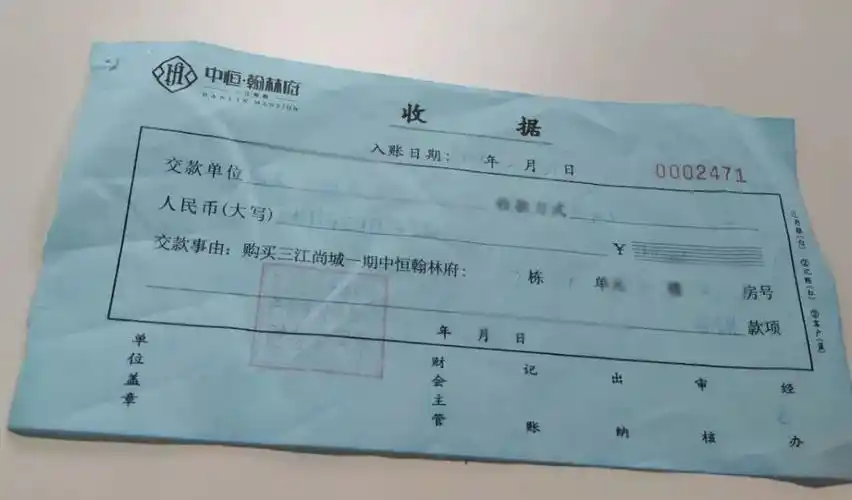 中恒·翰林府
HANLIN MANSION
收 据
入账日期： 年 月 日
0002471
交款单位 收款方式
人民币(大写) ￥
交款事由：购买三江尚城一期中恒翰林府： 栋 单元 楼 房号
款项
年 月 日
单位盖章
财会主管
记账
出纳
审核
经办